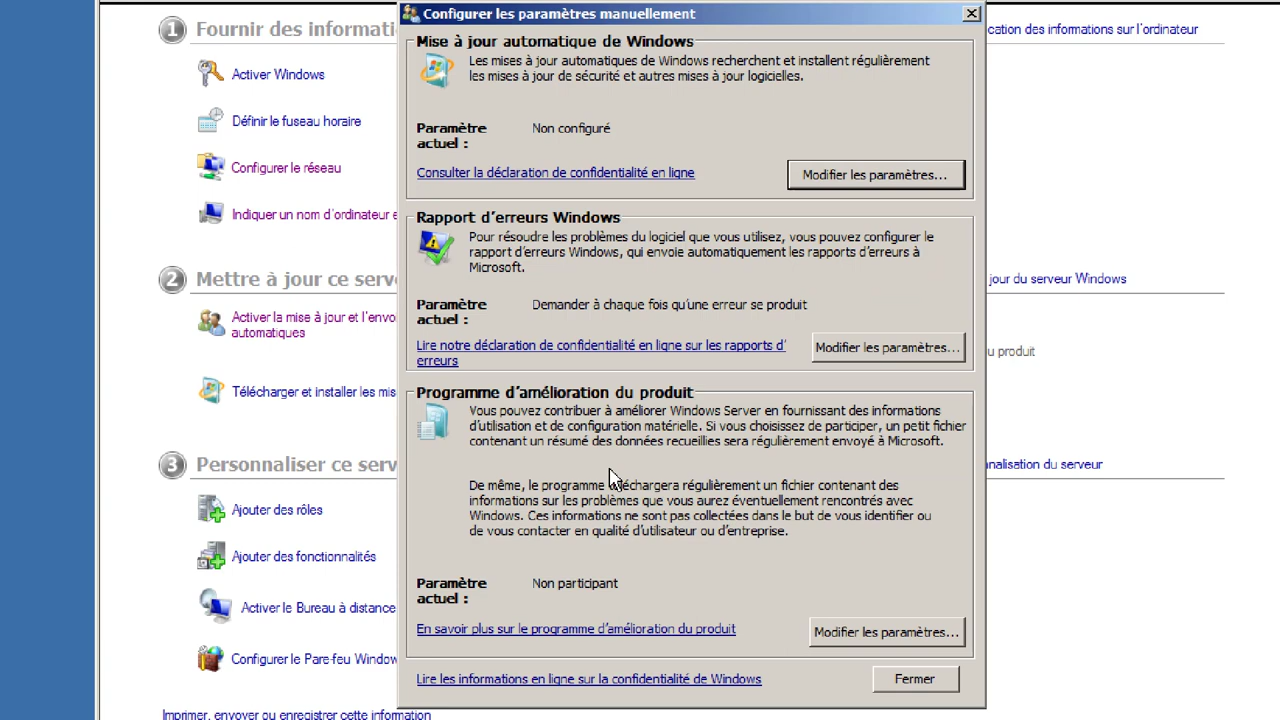 Configurer les paramètres manuellement
Mise à jour automatique de Windows
Les mises à jour automatiques de Windows recherchent et installent régulièrement
les mises à jour de sécurité et autres mises à jour logicielles.
Paramètre
actuel :
Non configuré
Consulter la déclaration de confidentialité en ligne
Modifier les paramètres...
Rapport d'erreurs Windows
Pour résoudre les problèmes du logiciel que vous utilisez, vous pouvez configurer le
rapport d'erreurs Windows, qui envoie automatiquement les rapports d'erreurs à
Microsoft.
Paramètre
actuel :
Demander à chaque fois qu'une erreur se produit
Lire notre déclaration de confidentialité en ligne sur les rapports d'
erreurs
Modifier les paramètres...
Programme d'amélioration du produit
Vous pouvez contribuer à améliorer Windows Server en fournissant des informations
d'utilisation et de configuration matérielle. Si vous choisissez de participer, un petit fichier
contenant un résumé des données recueillies sera régulièrement envoyé à Microsoft.
De même, le programme téléchargera régulièrement un fichier contenant des
informations sur les problèmes que vous aurez éventuellement rencontrés avec
Windows. Ces informations ne sont pas collectées dans le but de vous identifier ou
de vous contacter en qualité d'utilisateur ou d'entreprise.
Paramètre
actuel :
Non participant
En savoir plus sur le programme d'amélioration du produit
Modifier les paramètres...
Lire les informations en ligne sur la confidentialité de Windows
Fermer
1 Fournir des informati
Activer Windows
Définir le fuseau horaire
Configurer le réseau
Indiquer un nom d'ordinateur e
2 Mettre à jour ce serv
Activer la mise à jour et l'envo
automatiques
Télécharger et installer les mis
3 Personnaliser ce serv
Ajouter des rôles
Ajouter des fonctionnalités
Activer le Bureau à distance
Configurer le Pare-feu Window
Imprimer, envoyer ou enregistrer cette information
cation des informations sur l'ordinateur
jour du serveur Windows
u produit
nalisation du serveur